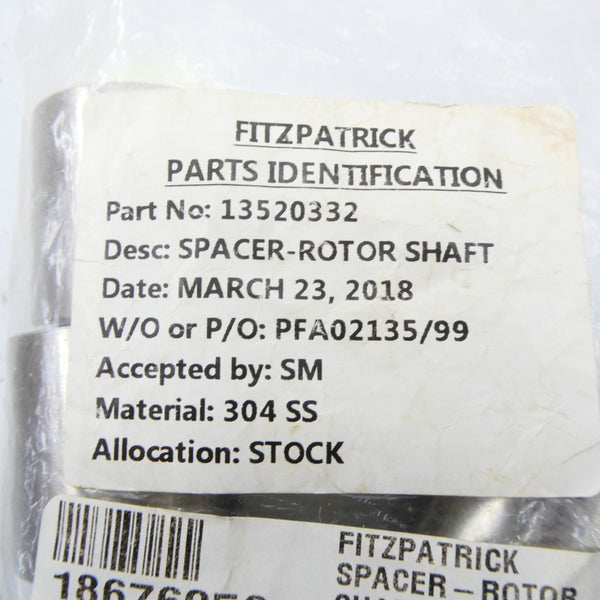 FITZPATRICK
PARTS IDENTIFICATION
Part No: 13520332
Desc: SPACER-ROTOR SHAFT
Date: MARCH 23, 2018
W/O or P/O: PFA02135/99
Accepted by: SM
Material: 304 SS
Allocation: STOCK
FITZPATRICK
SPACER – ROTOR